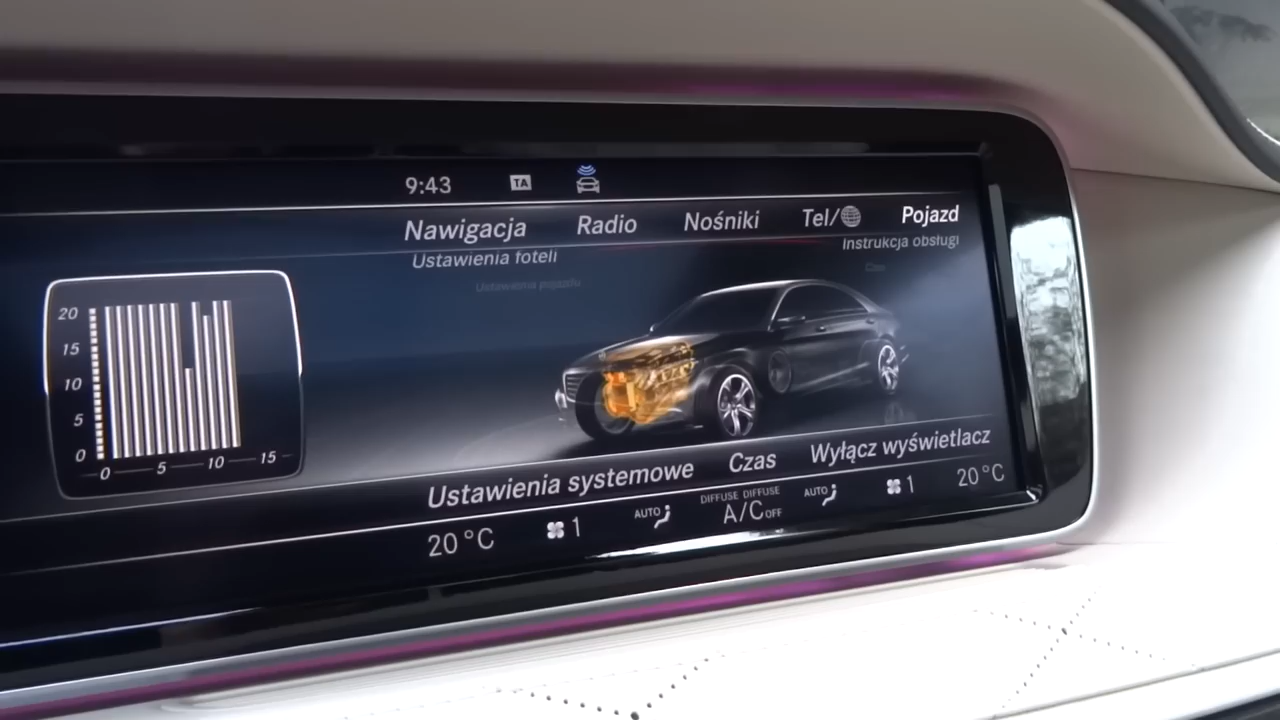 9:43 TA
Nawigacja Radio Nośniki Tel/ Pojazd
Ustawienia foteli Instrukcja obsługi
Ustawienia pojazdu Czas
20
15
10
5
0
0 5 10 15
Ustawienia systemowe Czas Wyłącz wyświetlacz
20°C 1 AUTO DIFFUSE DIFFUSE AUTO 1 20°C
A/C OFF